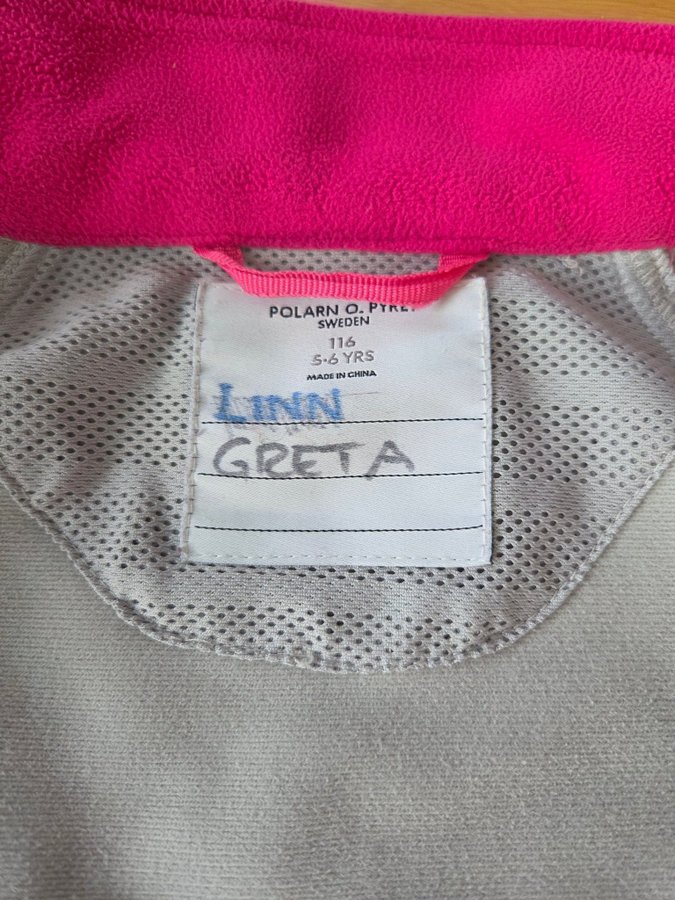 POLARN O. PYRET
SWEDEN
116
5-6 YRS
MADE IN CHINA
LINN
GRETA